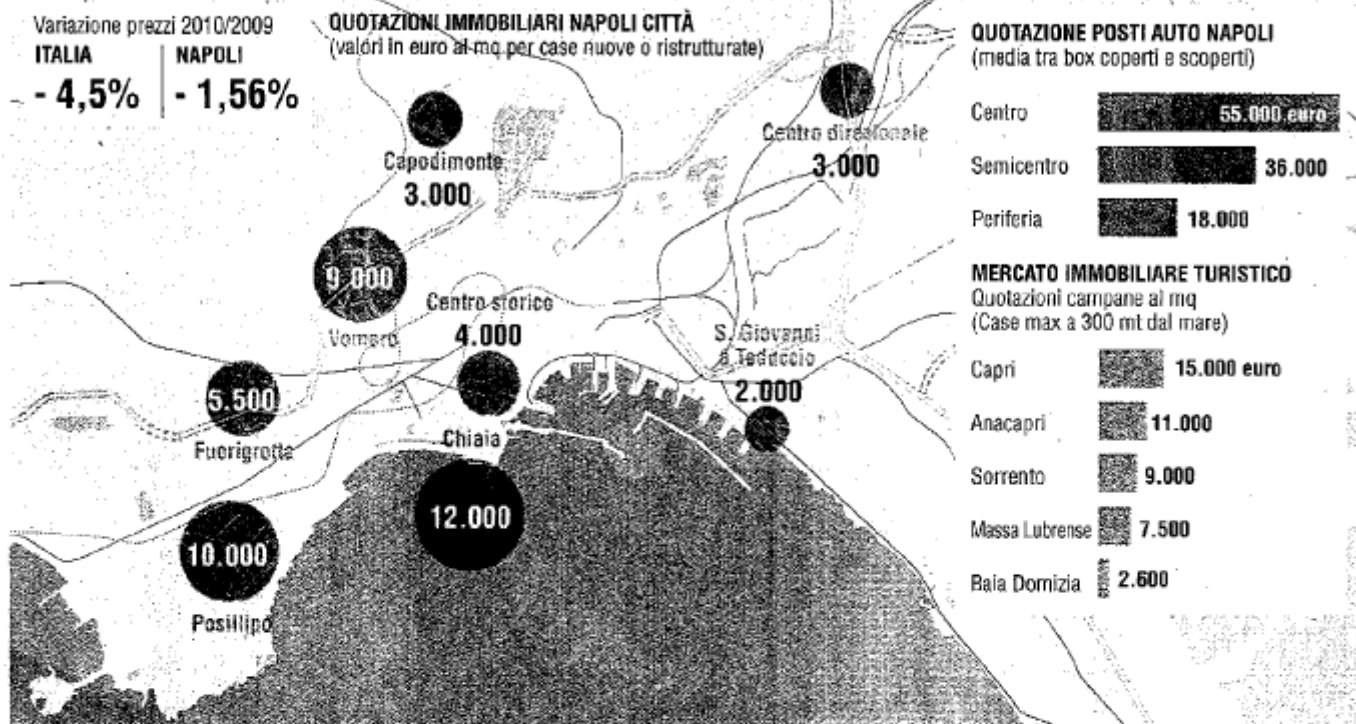 Variazione prezzi 2010/2009
ITALIA
- 4,5%
NAPOLI
- 1,56%
QUOTAZIONI IMMOBILIARI NAPOLI CITTÀ
(valori in euro al mq per case nuove o ristrutturate)
Capodimonte
3.000
Centro direzionale
3.000
9.000
Vomero
Centro storico
4.000
S. Giovanni
a Teduccio
2.000
5.500
Fuorigrotta
Chiaia
12.000
10.000
Posillipo
QUOTAZIONE POSTI AUTO NAPOLI
(media tra box coperti e scoperti)
Centro 55.000 euro
Semicentro 36.000
Periferia 18.000
MERCATO IMMOBILIARE TURISTICO
Quotazioni campane al mq
(Case max a 300 mt dal mare)
Capri 15.000 euro
Anacapri 11.000
Sorrento 9.000
Massa Lubrense 7.500
Baia Domizia 2.600